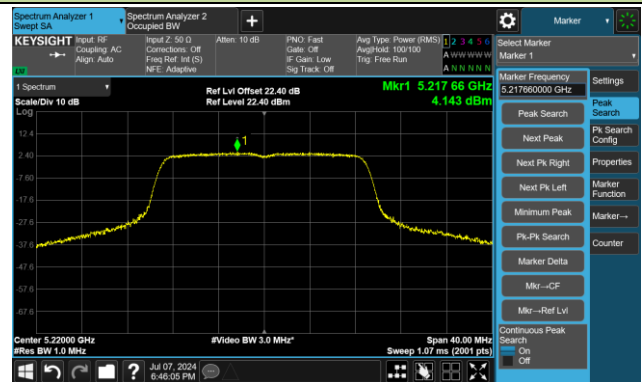 Spectrum Analyzer 1
Swept SA
Spectrum Analyzer 2
Occupied BW
Marker
KEYSIGHT
Input: RF
Coupling: AC
Align: Auto
Input Z: 50 Ω
Corrections: Off
Freq Ref: Int (S)
NFE: Adaptive
Atten: 10 dB
PNO: Fast
Gate: Off
IF Gain: Low
Sig Track: Off
Avg Type: Power (RMS)
Avg|Hold: 100/100
Trig: Free Run
1 2 3 4 5 6
A W W W W W
A N N N N N
Select Marker
Marker 1
1 Spectrum
Scale/Div 10 dB
Log
Ref Lvl Offset 22.40 dB
Ref Level 22.40 dBm
Mkr1 5.217 66 GHz
4.143 dBm
12.4
2.40
-7.60
-17.6
-27.6
-37.6
-47.6
-57.6
-67.6
1
Center 5.22000 GHz
#Res BW 1.0 MHz
#Video BW 3.0 MHz*
Span 40.00 MHz
Sweep 1.07 ms (2001 pts)
Marker Frequency
5.217660000 GHz
Peak Search
Next Peak
Next Pk Right
Next Pk Left
Minimum Peak
Pk-Pk Search
Marker Delta
Mkr→CF
Mkr→Ref Lvl
Continuous Peak
Search
On
Off
Settings
Peak
Search
Pk Search
Config
Properties
Marker
Function
Marker→
Counter
?
Jul 07, 2024
6:46:05 PM